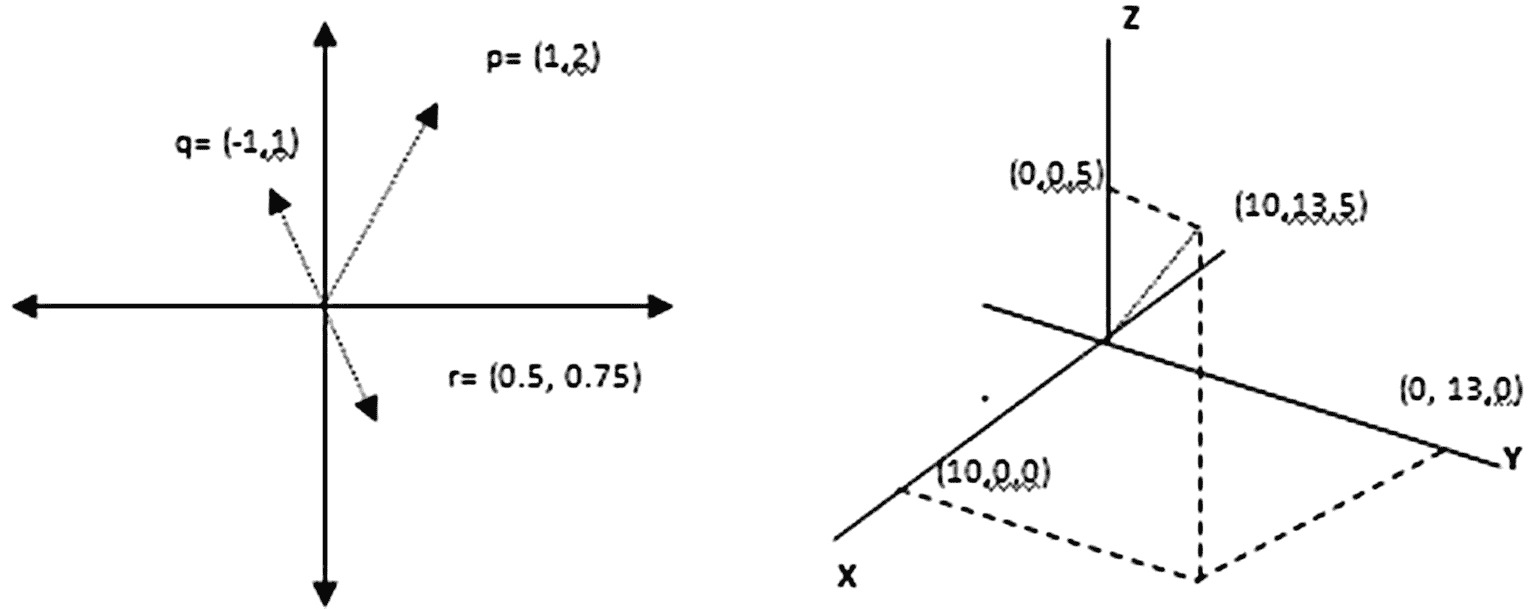 p= (1,2)
q= (-1,1)
r= (0.5, 0.75)
Z
(0,0,5)
(10,13,5)
(0, 13,0)
(10,0,0)
Y
X